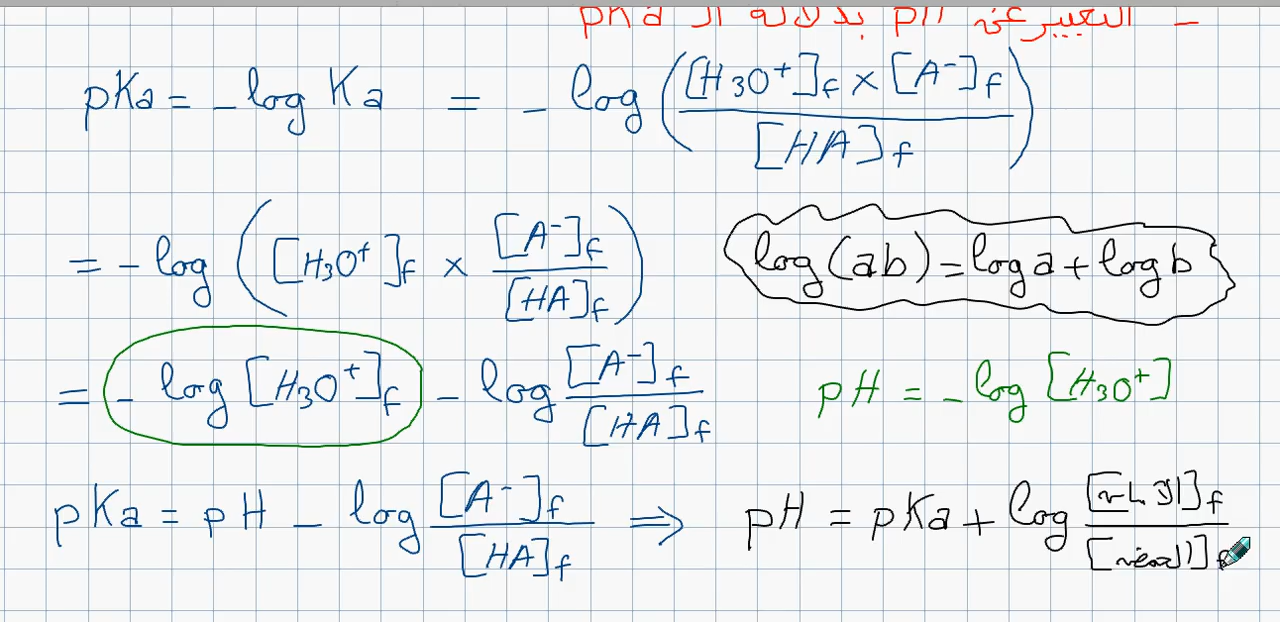 - التعبير عن pH بدلالة الـ pKa
pKa = - log Ka = - log ( [H3O+]f × [A-]f / [HA]f )
= - log ( [H3O+]f × [A-]f / [HA]f )
log(ab) = log a + log b
= - log [H3O+]f - log [A-]f / [HA]f
pH = - log [H3O+]
pKa = pH - log [A-]f / [HA]f ⇒ pH = pKa + log [الأساس]f / [الحمض]f